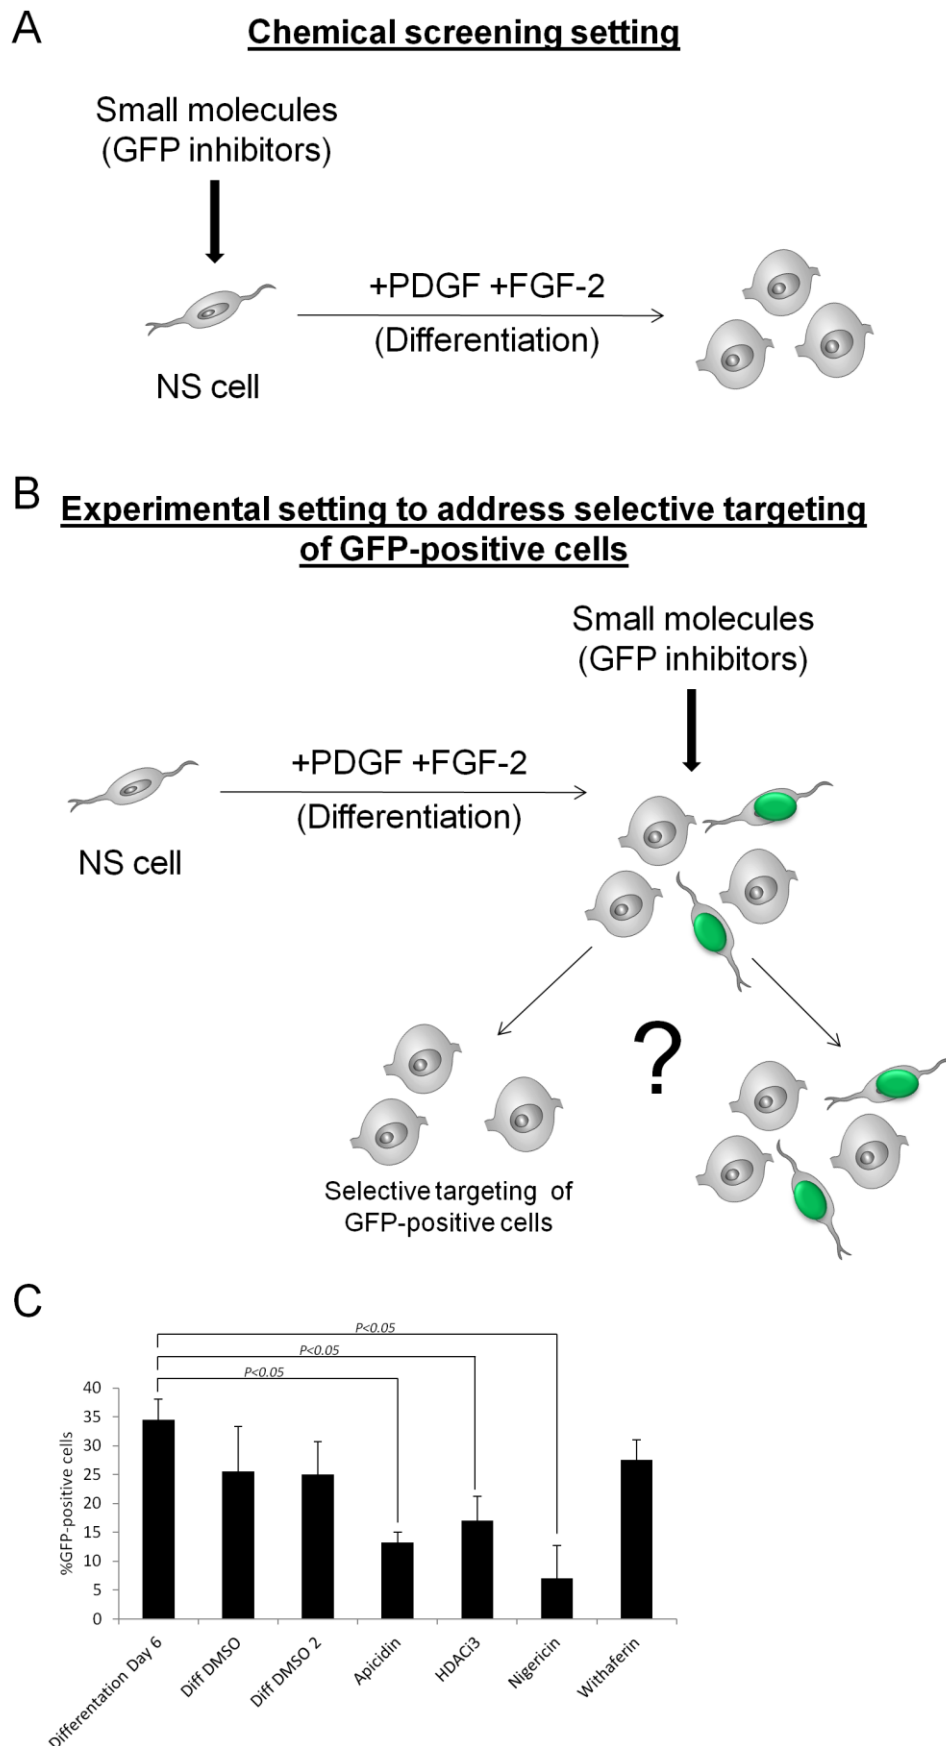 A
Chemical screening setting
Small molecules
(GFP inhibitors)
+PDGF +FGF-2
(Differentiation)
NS cell
B
Experimental setting to address selective targeting
of GFP-positive cells
Small molecules
(GFP inhibitors)
+PDGF +FGF-2
(Differentiation)
NS cell
?
Selective targeting of
GFP-positive cells
C
P<0.05
P<0.05
P<0.05
%GFP-positive cells
40
35
30
25
20
15
10
5
0
Differentation Day 6
Diff DMSO
Diff DMSO 2
Apicidin
HDACi3
Nigericin
Withaferin